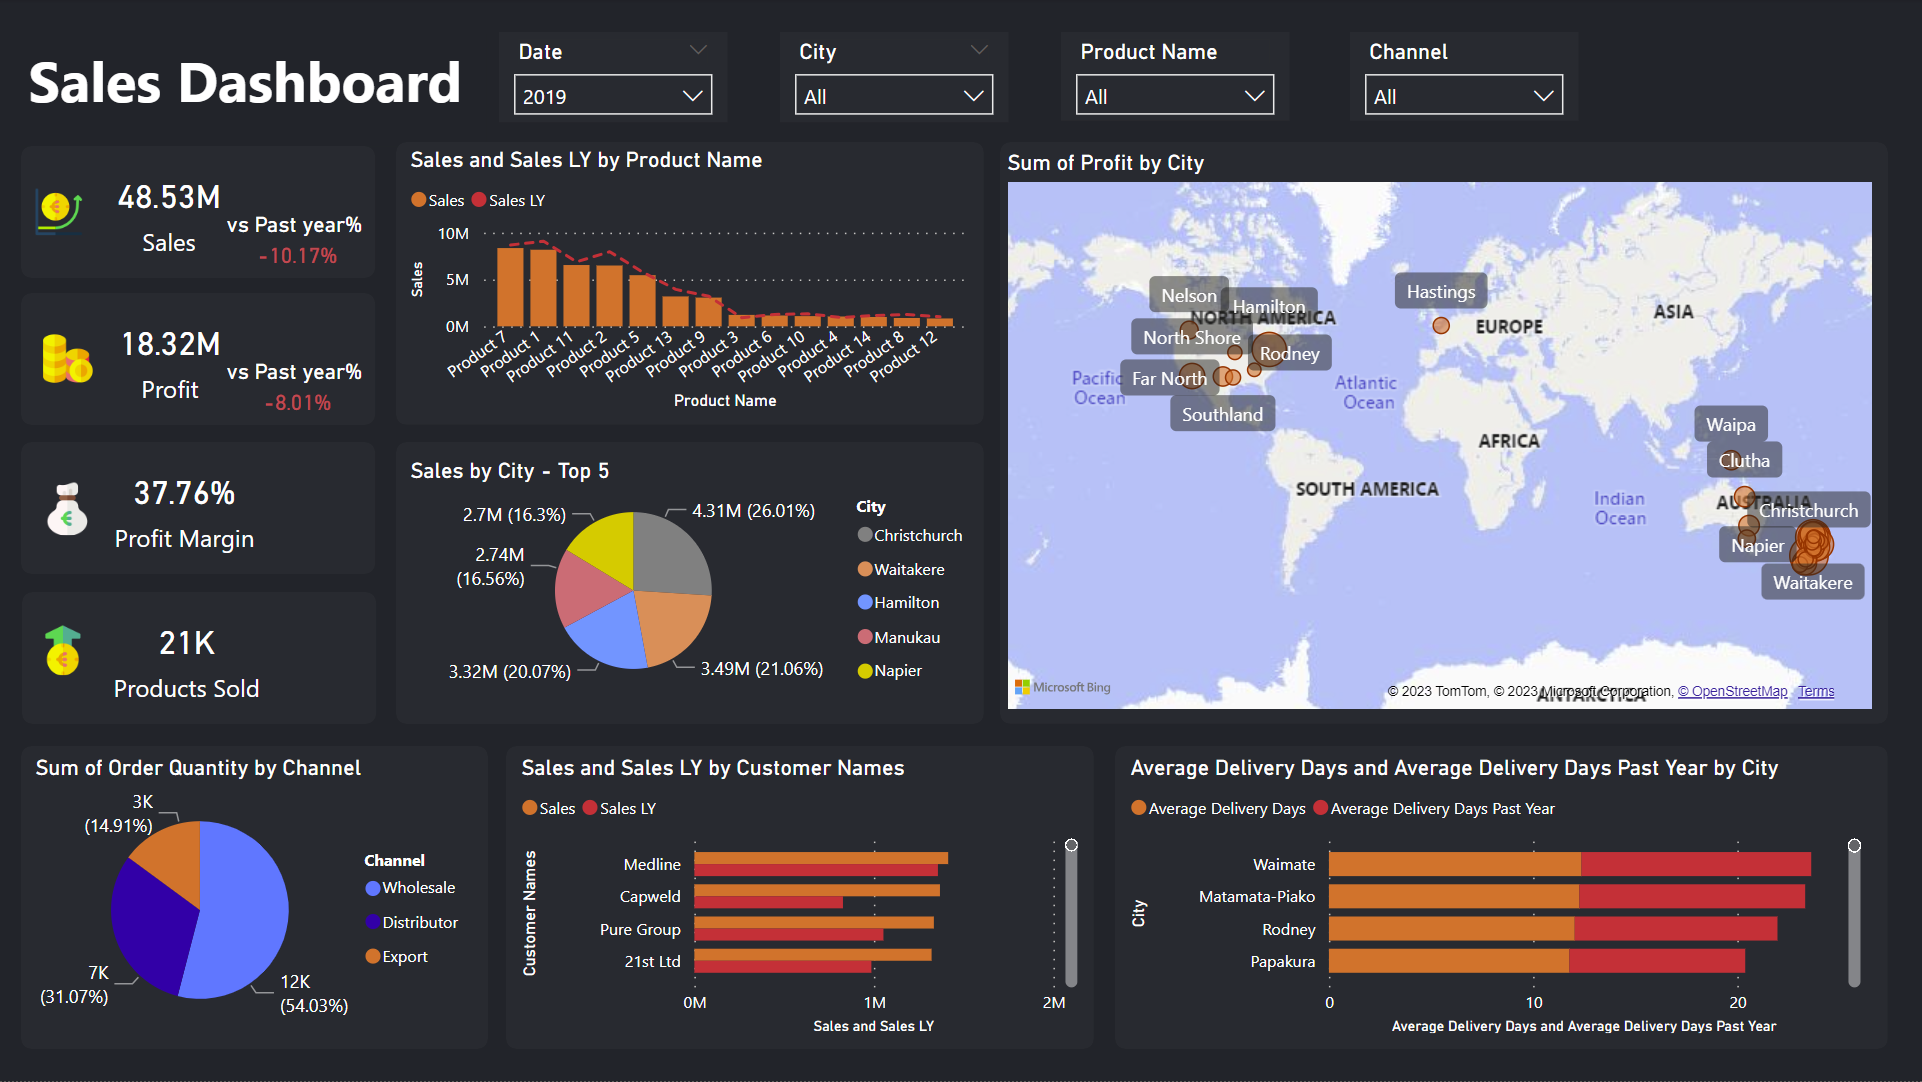 Sales Dashboard
Date
2019
City
All
Product Name
All
Channel
All
48.53M
Sales
vs Past year%
-10.17%
18.32M
Profit
vs Past year%
-8.01%
37.76%
Profit Margin
21K
Products Sold
Sales and Sales LY by Product Name
Sales
Sales LY
10M
5M
0M
Sales
Product 7
Product 1
Product 11
Product 2
Product 5
Product 13
Product 9
Product 3
Product 6
Product 10
Product 4
Product 14
Product 8
Product 12
Product Name
Sales by City - Top 5
2.7M (16.3%)
4.31M (26.01%)
2.74M
(16.56%)
3.32M (20.07%)
3.49M (21.06%)
City
Christchurch
Waitakere
Hamilton
Manukau
Napier
Sum of Profit by City
Nelson
Hamilton
NORTH AMERICA
North Shore
Rodney
Far North
Southland
Hastings
EUROPE
ASIA
Pacific
Ocean
Atlantic
Ocean
AFRICA
SOUTH AMERICA
Indian
Ocean
Waipa
Clutha
AUSTRALIA
Christchurch
Napier
Waitakere
ANTARCTICA
Microsoft Bing
© 2023 TomTom, © 2023 Microsoft Corporation, © OpenStreetMap Terms
Sum of Order Quantity by Channel
3K
(14.91%)
7K
(31.07%)
12K
(54.03%)
Channel
Wholesale
Distributor
Export
Sales and Sales LY by Customer Names
Sales
Sales LY
Customer Names
Medline
Capweld
Pure Group
21st Ltd
0M
1M
2M
Sales and Sales LY
Average Delivery Days and Average Delivery Days Past Year by City
Average Delivery Days
Average Delivery Days Past Year
City
Waimate
Matamata-Piako
Rodney
Papakura
0
10
20
Average Delivery Days and Average Delivery Days Past Year